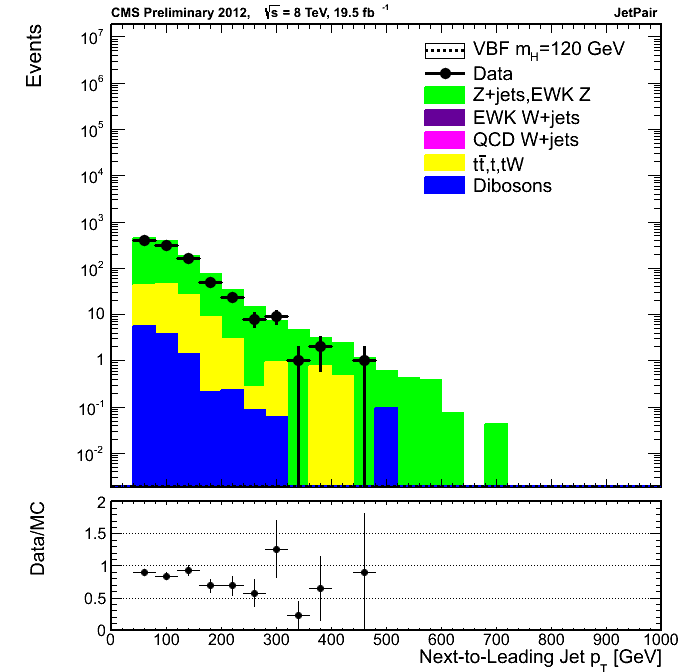 CMS Preliminary 2012, √s = 8 TeV, 19.5 fb⁻¹ JetPair
Events
10⁷
10⁶
10⁵
10⁴
10³
10²
10
1
10⁻¹
10⁻²
VBF m_H=120 GeV
Data
Z+jets,EWK Z
EWK W+jets
QCD W+jets
tt̄,t,tW
Dibosons
Data/MC
2
1.5
1
0.5
0
0 100 200 300 400 500 600 700 800 900 1000
Next-to-Leading Jet p_T [GeV]